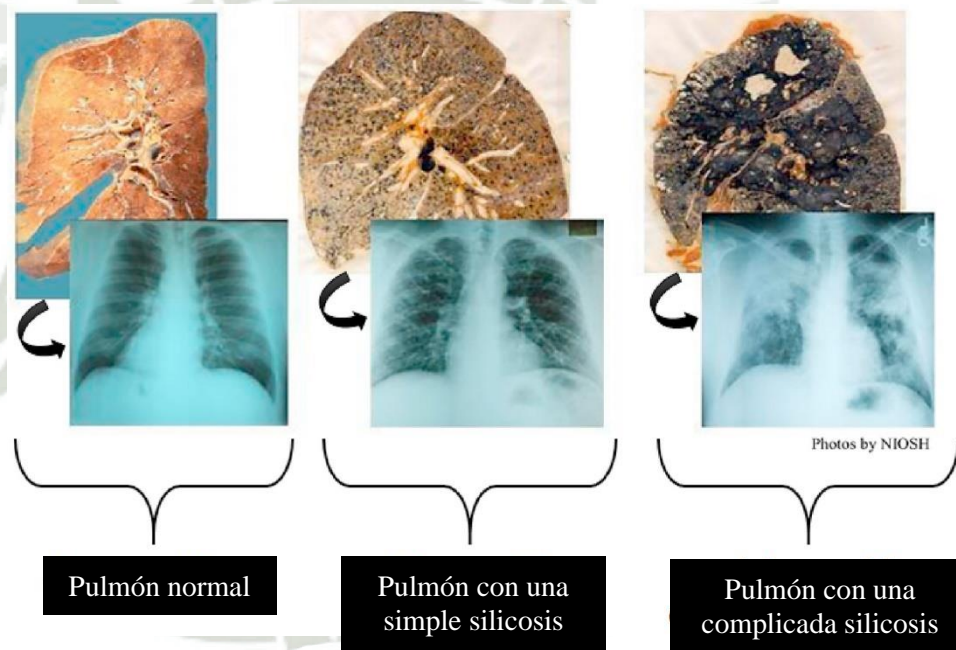 Photos by NIOSH
Pulmón normal
Pulmón con una
simple silicosis
Pulmón con una
complicada silicosis